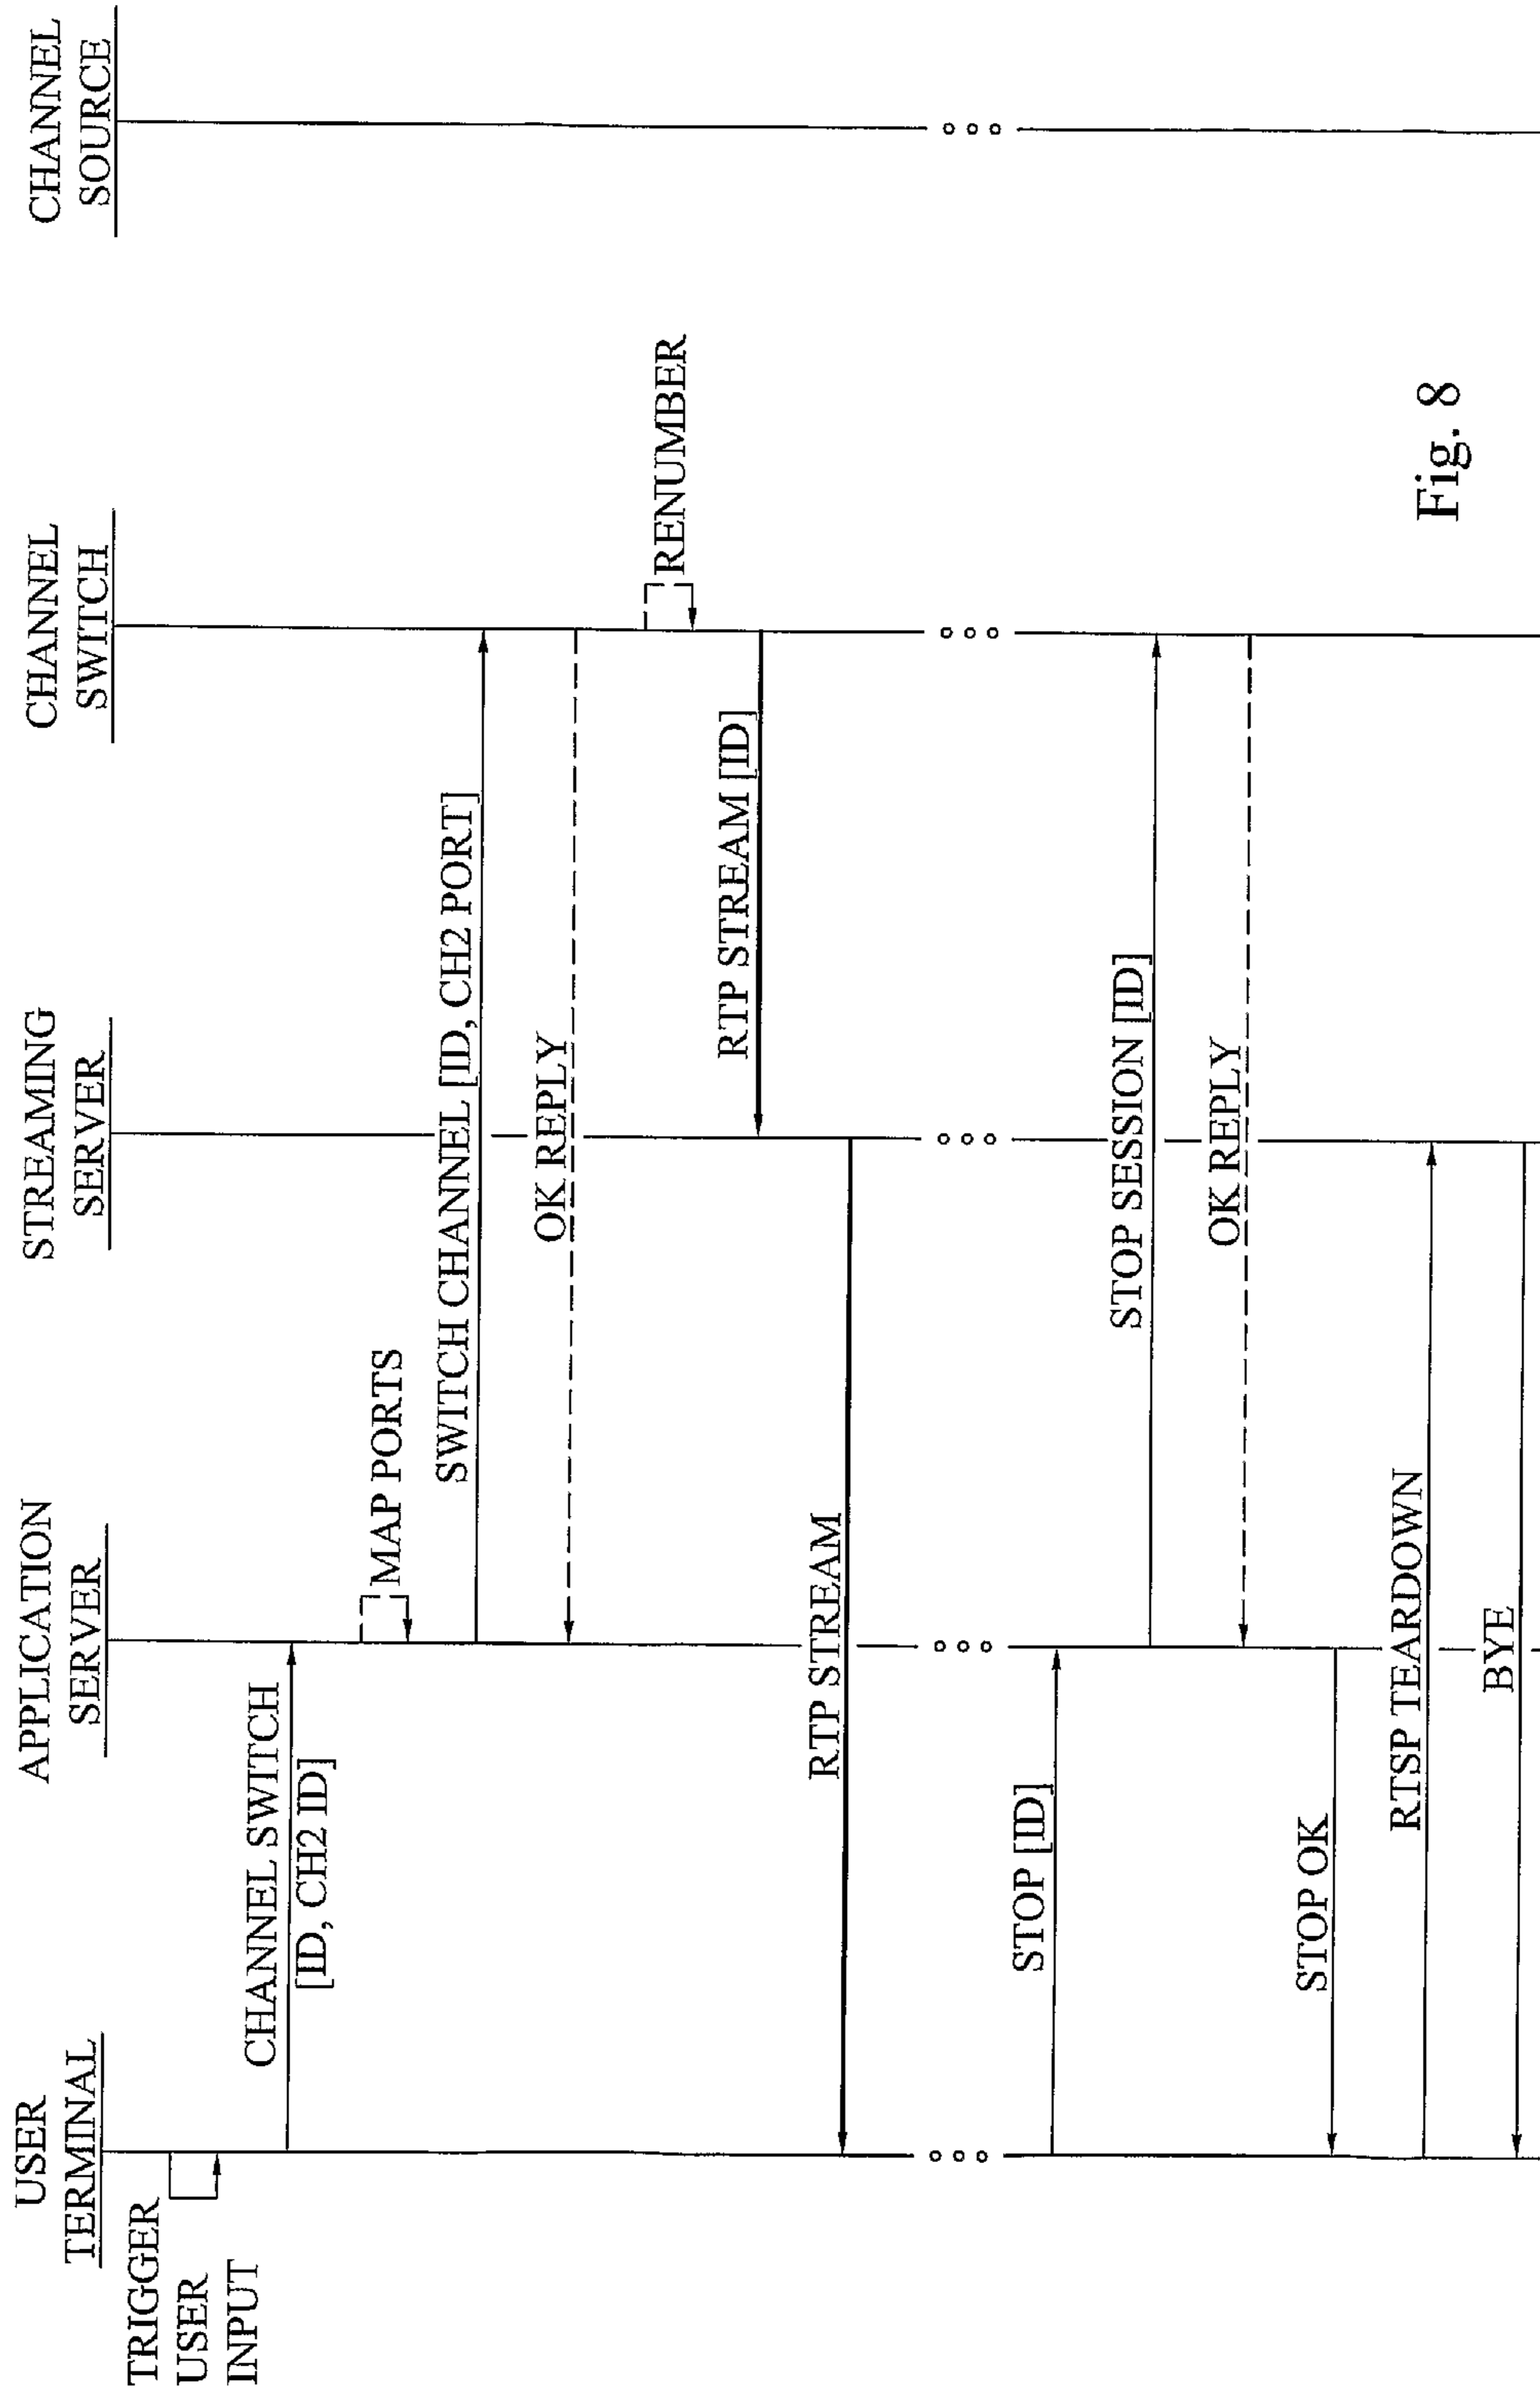 USER
TERMINAL
APPLICATION
SERVER
STREAMING
SERVER
CHANNEL
SWITCH
CHANNEL
SOURCE
TRIGGER
USER
INPUT
CHANNEL SWITCH
[ID, CH2 ID]
MAP PORTS
SWITCH CHANNEL [ID, CH2 PORT]
OK REPLY
RENUMBER
RTP STREAM [ID]
RTP STREAM
STOP [ID]
STOP SESSION [ID]
OK REPLY
STOP OK
RTSP TEARDOWN
BYE
Fig. 8